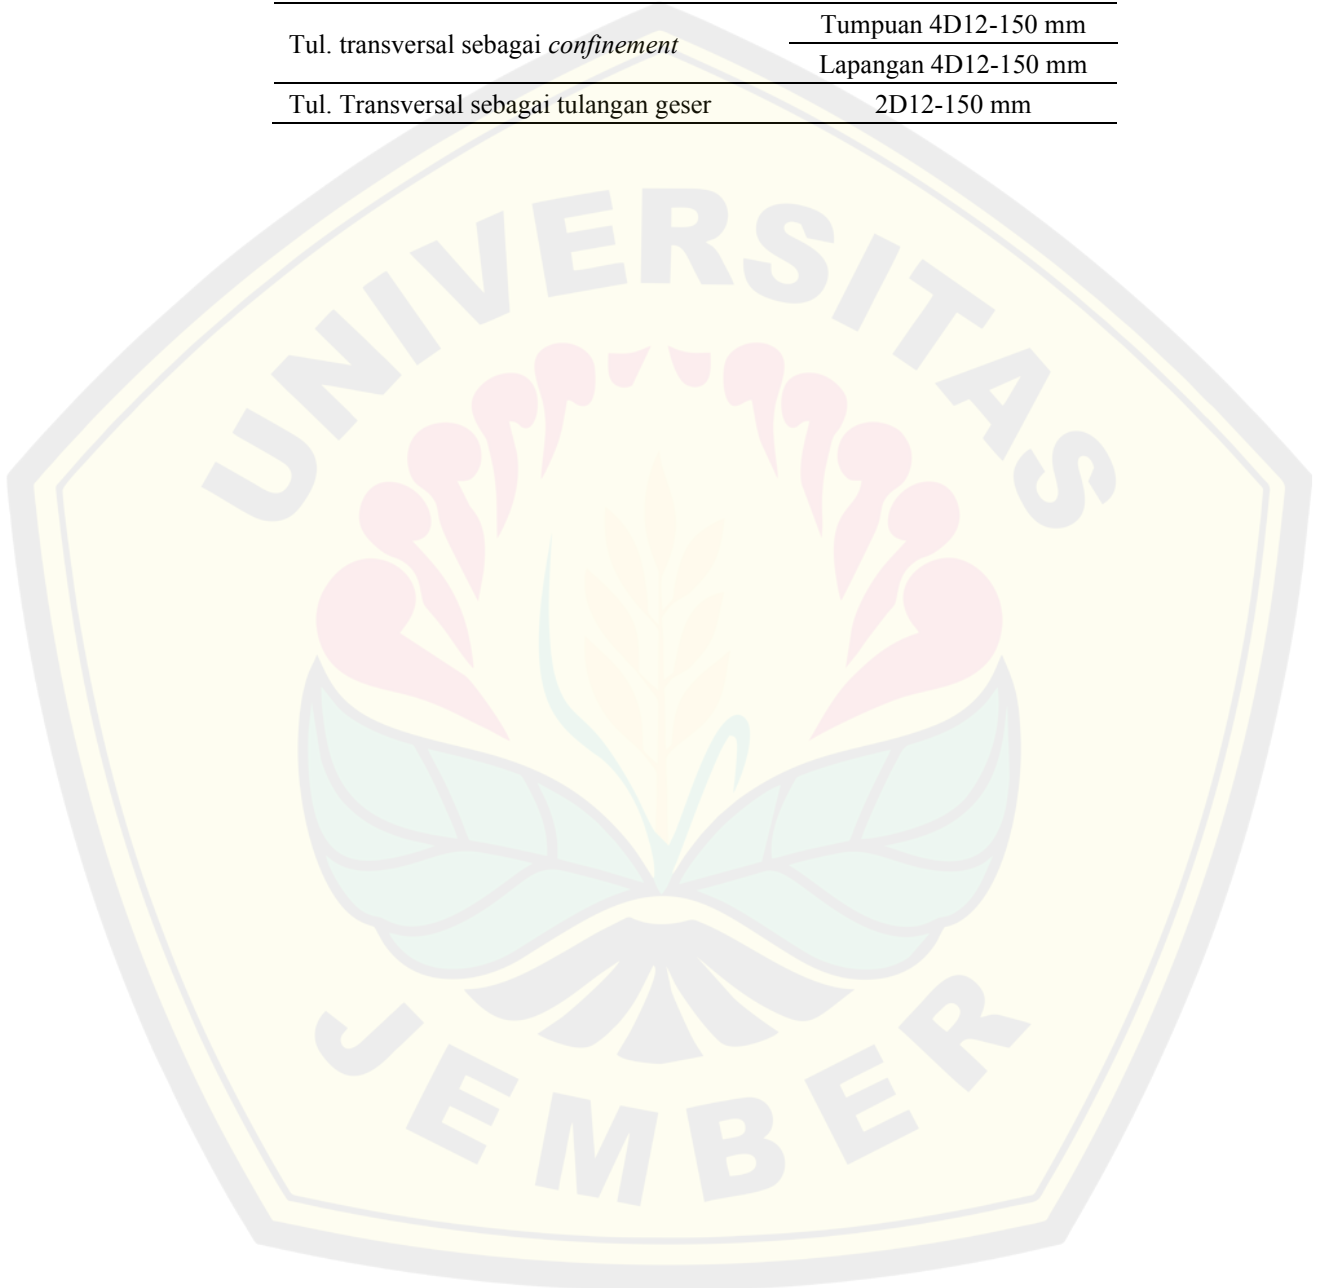 Tumpuan 4D12-150 mm
Tul. transversal sebagai confinement
Lapangan 4D12-150 mm
Tul. Transversal sebagai tulangan geser 2D12-150 mm
UNIVERSITAS
JEMBER